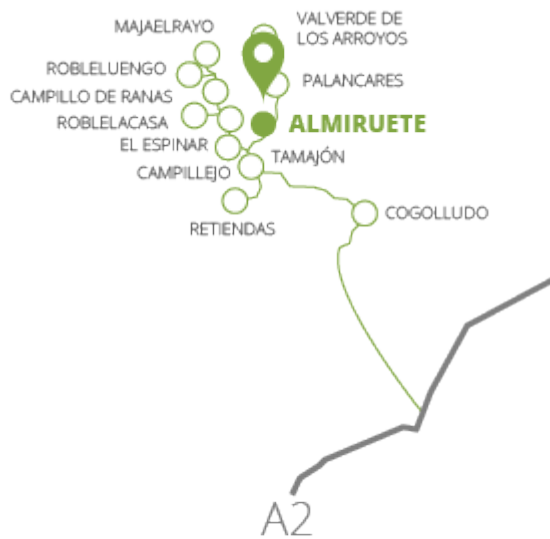 VALVERDE DE
LOS ARROYOS
MAJAELRAYO
ROBLELUENGO
PALANCARES
CAMPILLO DE RANAS
ROBLELACASA
ALMIRUETE
EL ESPINAR
TAMAJÓN
CAMPILLEJO
COGOLLUDO
RETIENDAS
A2